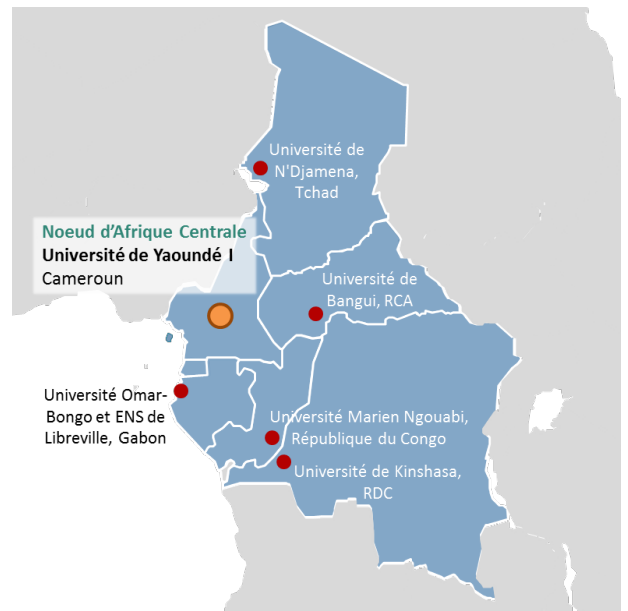 Université de
N'Djamena,
Tchad
Noeud d'Afrique Centrale
Université de Yaoundé I
Cameroun
Université de
Bangui, RCA
Université Omar-
Bongo et ENS de
Libreville, Gabon
Université Marien Ngouabi,
République du Congo
Université de Kinshasa,
RDC